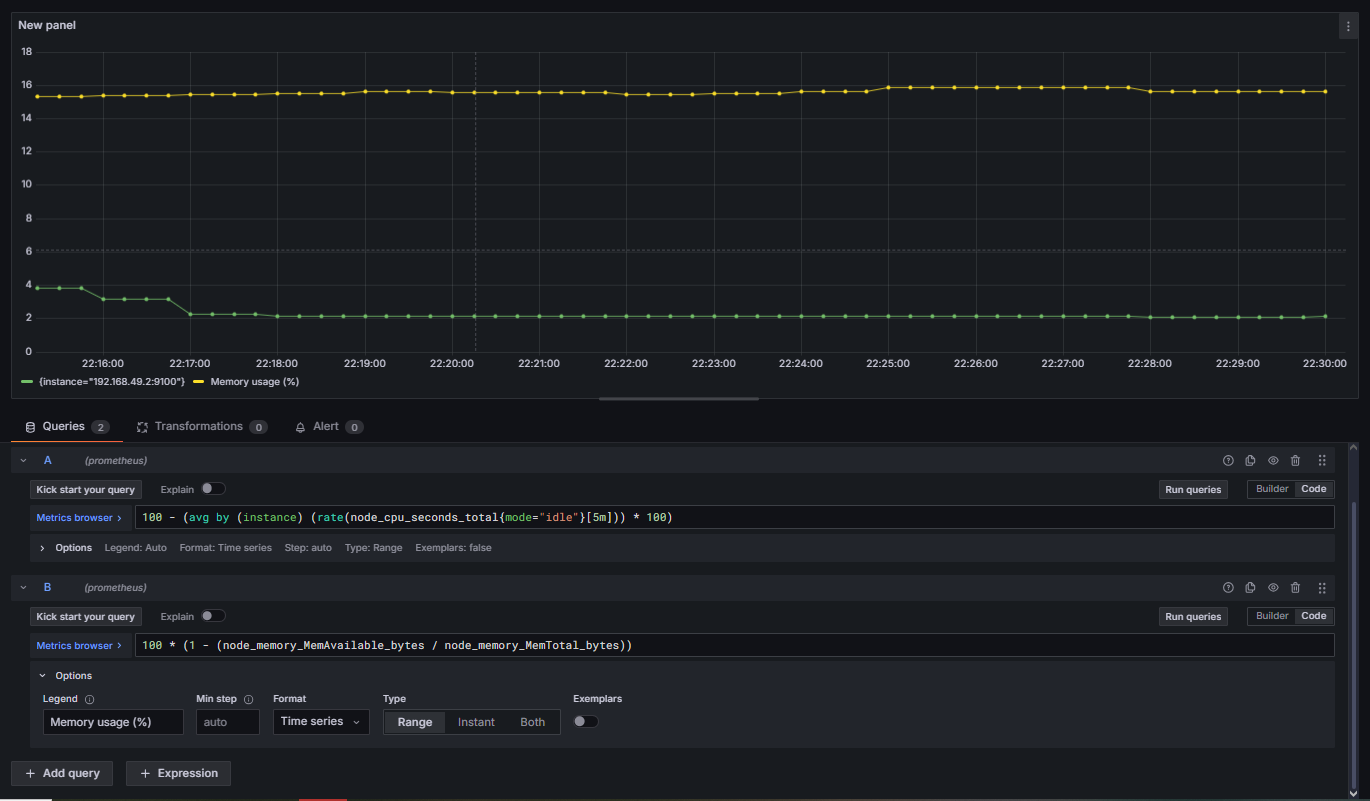 New panel
18
16
14
12
10
8
6
4
2
0
22:16:00 22:17:00 22:18:00 22:19:00 22:20:00 22:21:00 22:22:00 22:23:00 22:24:00 22:25:00 22:26:00 22:27:00 22:28:00 22:29:00 22:30:00
{instance="192.168.49.2:9100"} Memory usage (%)
Queries 2 Transformations 0 Alert 0
A (prometheus)
Kick start your query Explain Run queries Builder Code
Metrics browser > 100 - (avg by (instance) (rate(node_cpu_seconds_total{mode="idle"}[5m])) * 100)
Options Legend: Auto Format: Time series Step: auto Type: Range Exemplars: false
B (prometheus)
Kick start your query Explain Run queries Builder Code
Metrics browser > 100 * (1 - (node_memory_MemAvailable_bytes / node_memory_MemTotal_bytes))
Options
Legend Min step Format Type Exemplars
Memory usage (%) auto Time series Range Instant Both
+ Add query + Expression